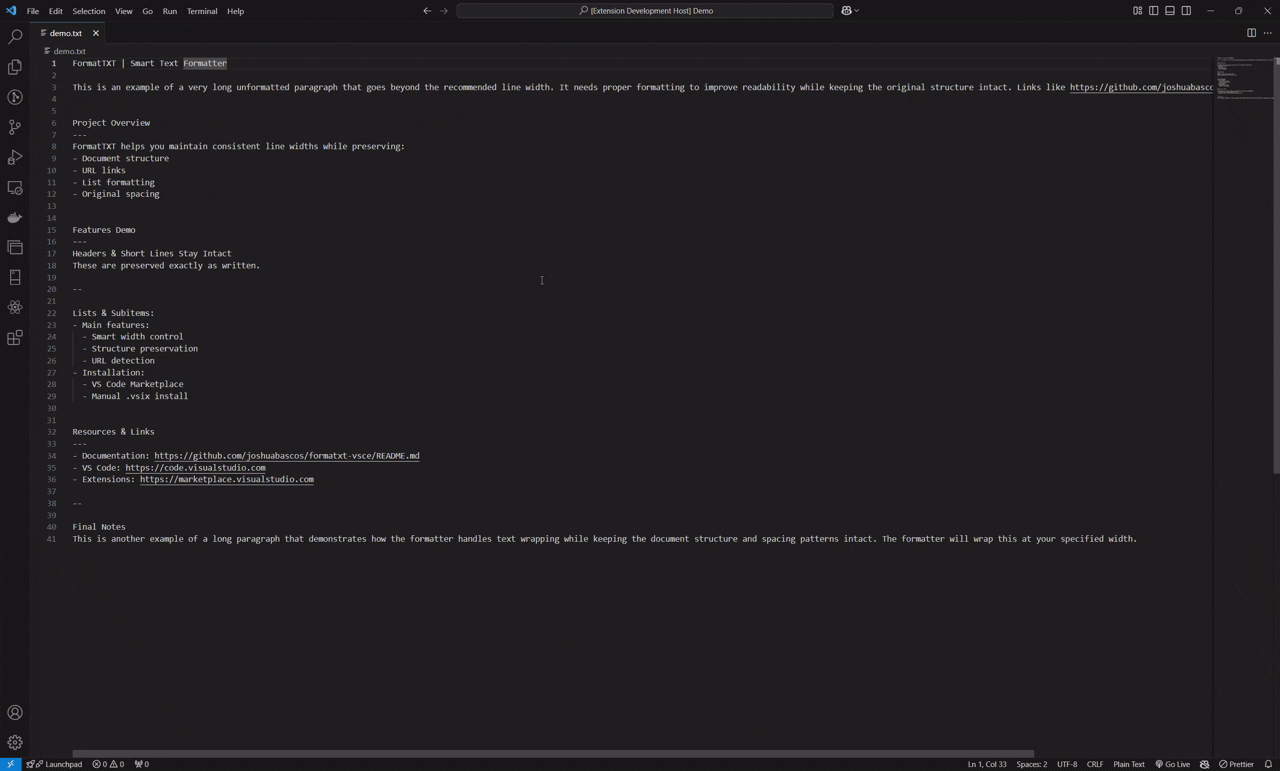 File Edit Selection View Go Run Terminal Help
[Extension Development Host] Demo
demo.txt
demo.txt
1 FormatTXT | Smart Text Formatter
2
3 This is an example of a very long unformatted paragraph that goes beyond the recommended line width. It needs proper formatting to improve readability while keeping the original structure intact. Links like https://github.com/joshuabasco
4
5
6 Project Overview
7 ---
8 FormatTXT helps you maintain consistent line widths while preserving:
9 - Document structure
10 - URL links
11 - List formatting
12 - Original spacing
13
14
15 Features Demo
16 ---
17 Headers & Short Lines Stay Intact
18 These are preserved exactly as written.
19
20 --
21
22 Lists & Subitems:
23 - Main features:
24 - Smart width control
25 - Structure preservation
26 - URL detection
27 - Installation:
28 - VS Code Marketplace
29 - Manual .vsix install
30
31
32 Resources & Links
33 ---
34 - Documentation: https://github.com/joshuabascos/formatxt-vsce/README.md
35 - VS Code: https://code.visualstudio.com
36 - Extensions: https://marketplace.visualstudio.com
37
38 --
39
40 Final Notes
41 This is another example of a long paragraph that demonstrates how the formatter handles text wrapping while keeping the document structure and spacing patterns intact. The formatter will wrap this at your specified width.
Launchpad 0 0 0 Ln 1, Col 33 Spaces: 2 UTF-8 CRLF Plain Text Go Live Prettier